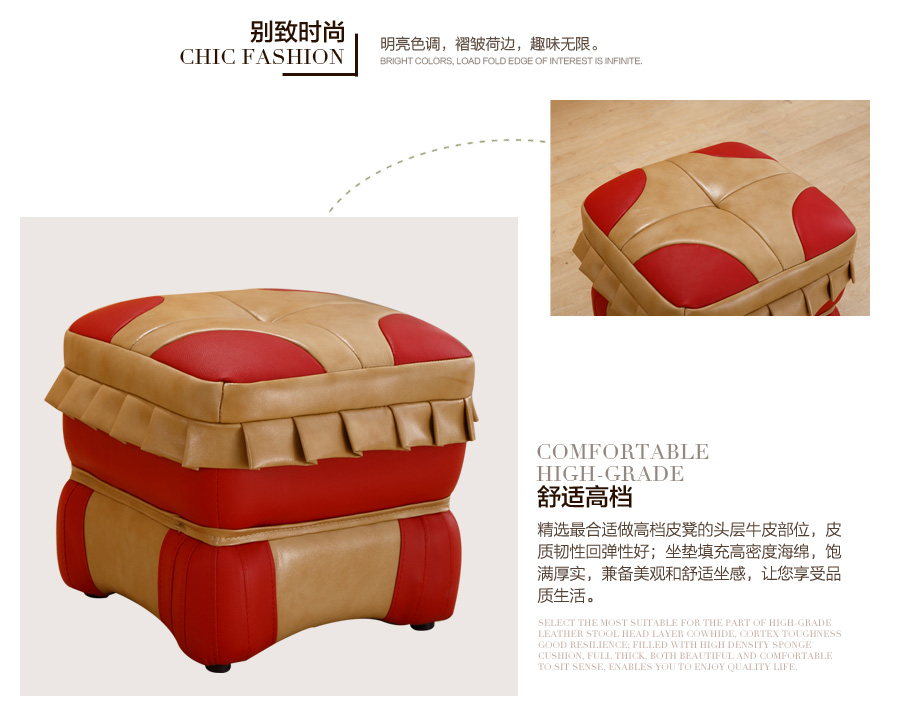 别致时尚
CHIC FASHION
明亮色调，褶皱荷边，趣味无限。
BRIGHT COLORS, LOAD FOLD EDGE OF INTEREST IS INFINITE.
COMFORTABLE
HIGH-GRADE
舒适高档
精选最合适做高档皮凳的头层牛皮部位，皮
质韧性回弹性好；坐垫填充高密度海绵，饱
满厚实，兼备美观和舒适坐感，让您享受品
质生活。
SELECT THE MOST SUITABLE FOR THE PART OF HIGH-GRADE
LEATHER STOOL HEAD LAYER COWHIDE, CORTEX TOUGHNESS
GOOD RESILIENCE; FILLED WITH HIGH DENSITY SPONGE
CUSHION, FULL THICK, BOTH BEAUTIFUL AND COMFORTABLE
TO SIT SENSE, ENABLES YOU TO ENJOY QUALITY LIFE.